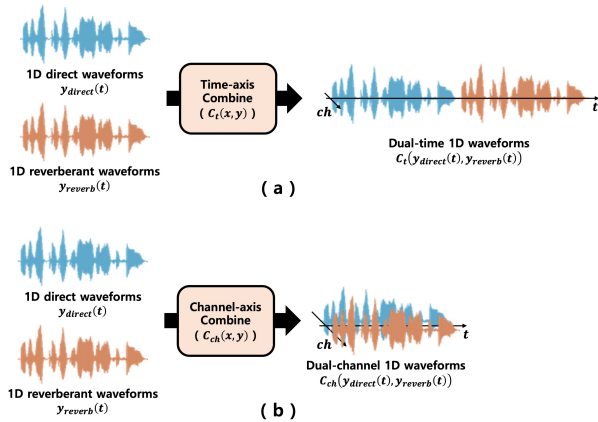 1D direct waveforms
y_direct(t)
1D reverberant waveforms
y_reverb(t)
Time-axis
Combine
( C_t(x, y) )
ch
t
Dual-time 1D waveforms
C_t(y_direct(t), y_reverb(t))
( a )
1D direct waveforms
y_direct(t)
1D reverberant waveforms
y_reverb(t)
Channel-axis
Combine
( C_ch(x, y) )
ch
t
Dual-channel 1D waveforms
C_ch(y_direct(t), y_reverb(t))
( b )